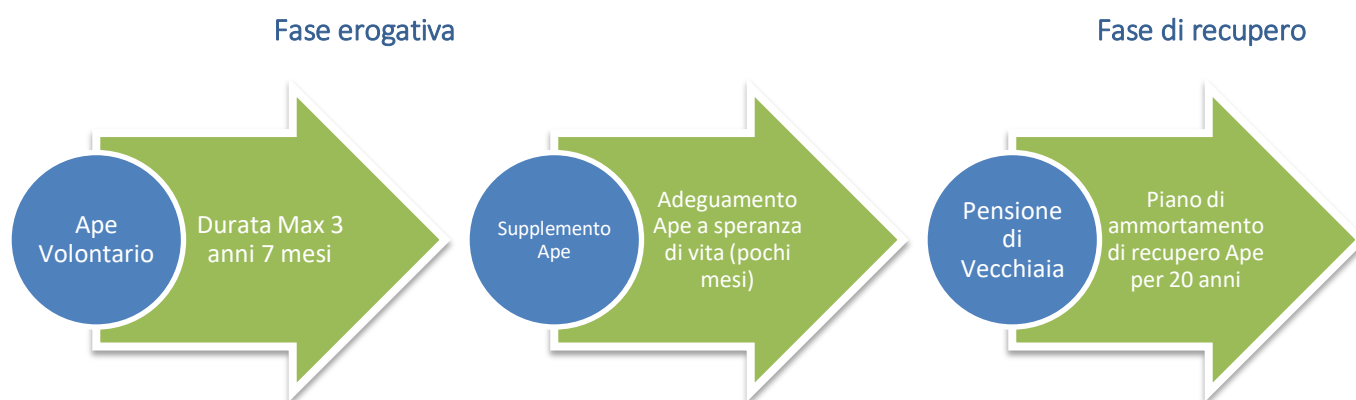 Fase erogativa
Fase di recupero
Ape
Volontario
Durata Max 3
anni 7 mesi
Supplemento
Ape
Adeguamento
Ape a speranza
di vita (pochi
mesi)
Pensione
di
Vecchiaia
Piano di
ammortamento
di recupero Ape
per 20 anni